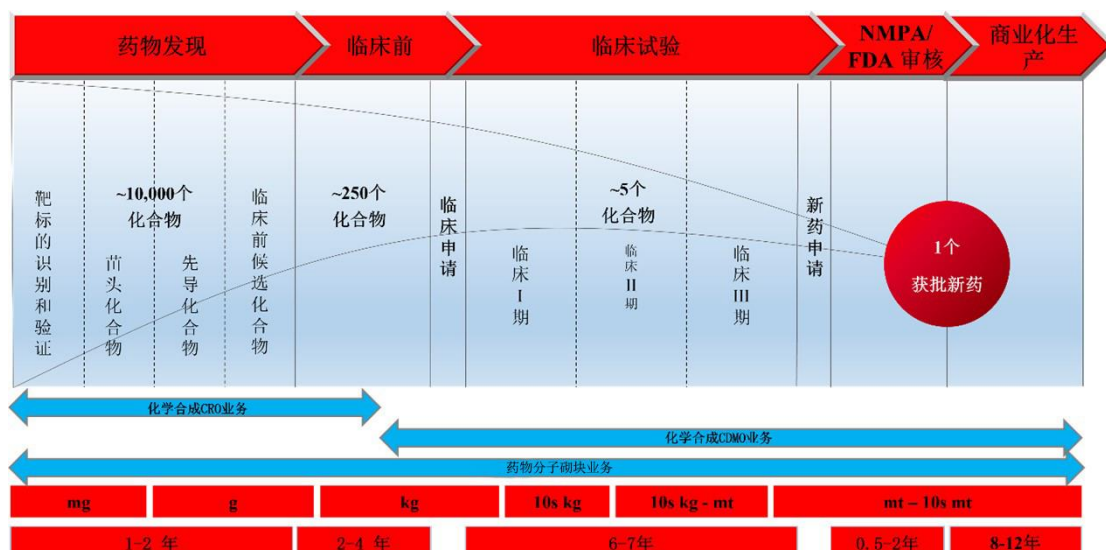 药物发现
临床前
临床试验
NMPA/
FDA 审核
商业化生
产
靶标的识别和验证
~10,000个
化合物
苗头化合物
先导化合物
临床前候选化合物
~250个
化合物
临床申请
~5个
化合物
临床I期
临床II期
临床III期
新药申请
1个
获批新药
化学合成CRO业务
化学合成CDMO业务
药物分子砌块业务
mg
g
kg
10s kg
10s kg - mt
mt – 10s mt
1-2 年
2-4 年
6-7年
0.5-2年
8-12年